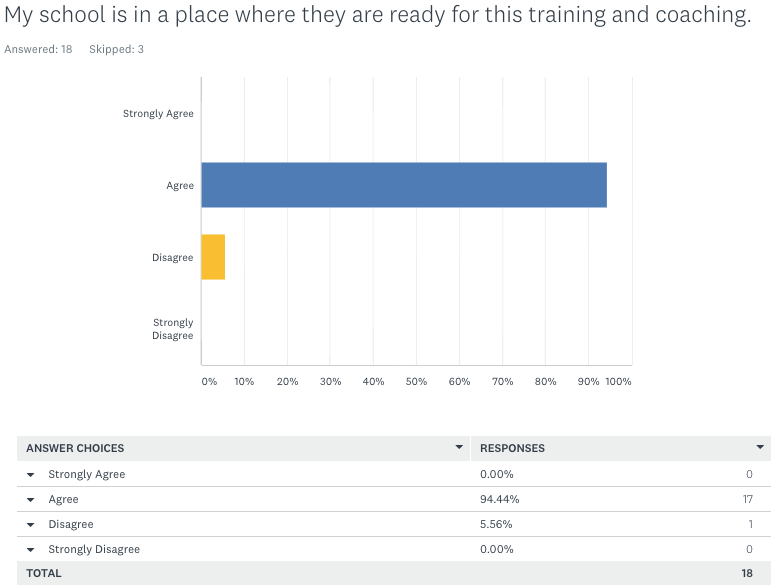 My school is in a place where they are ready for this training and coaching.
Answered: 18 Skipped: 3
Strongly Agree
Agree
Disagree
Strongly
Disagree
0% 10% 20% 30% 40% 50% 60% 70% 80% 90% 100%
ANSWER CHOICES RESPONSES
Strongly Agree 0.00% 0
Agree 94.44% 17
Disagree 5.56% 1
Strongly Disagree 0.00% 0
TOTAL 18